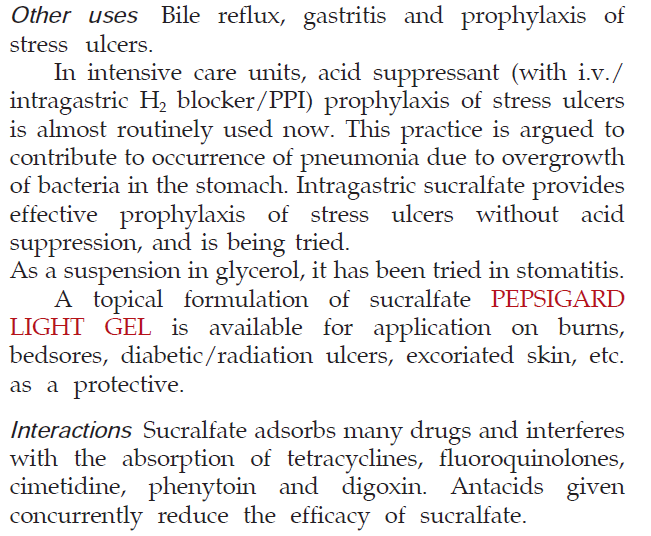 Other uses Bile reflux, gastritis and prophylaxis of
stress ulcers.
In intensive care units, acid suppressant (with i.v./
intragastric H₂ blocker/PPI) prophylaxis of stress ulcers
is almost routinely used now. This practice is argued to
contribute to occurrence of pneumonia due to overgrowth
of bacteria in the stomach. Intragastric sucralfate provides
effective prophylaxis of stress ulcers without acid
suppression, and is being tried.
As a suspension in glycerol, it has been tried in stomatitis.
A topical formulation of sucralfate PEPSIGARD
LIGHT GEL is available for application on burns,
bedsores, diabetic/radiation ulcers, excoriated skin, etc.
as a protective.
Interactions Sucralfate adsorbs many drugs and interferes
with the absorption of tetracyclines, fluoroquinolones,
cimetidine, phenytoin and digoxin. Antacids given
concurrently reduce the efficacy of sucralfate.